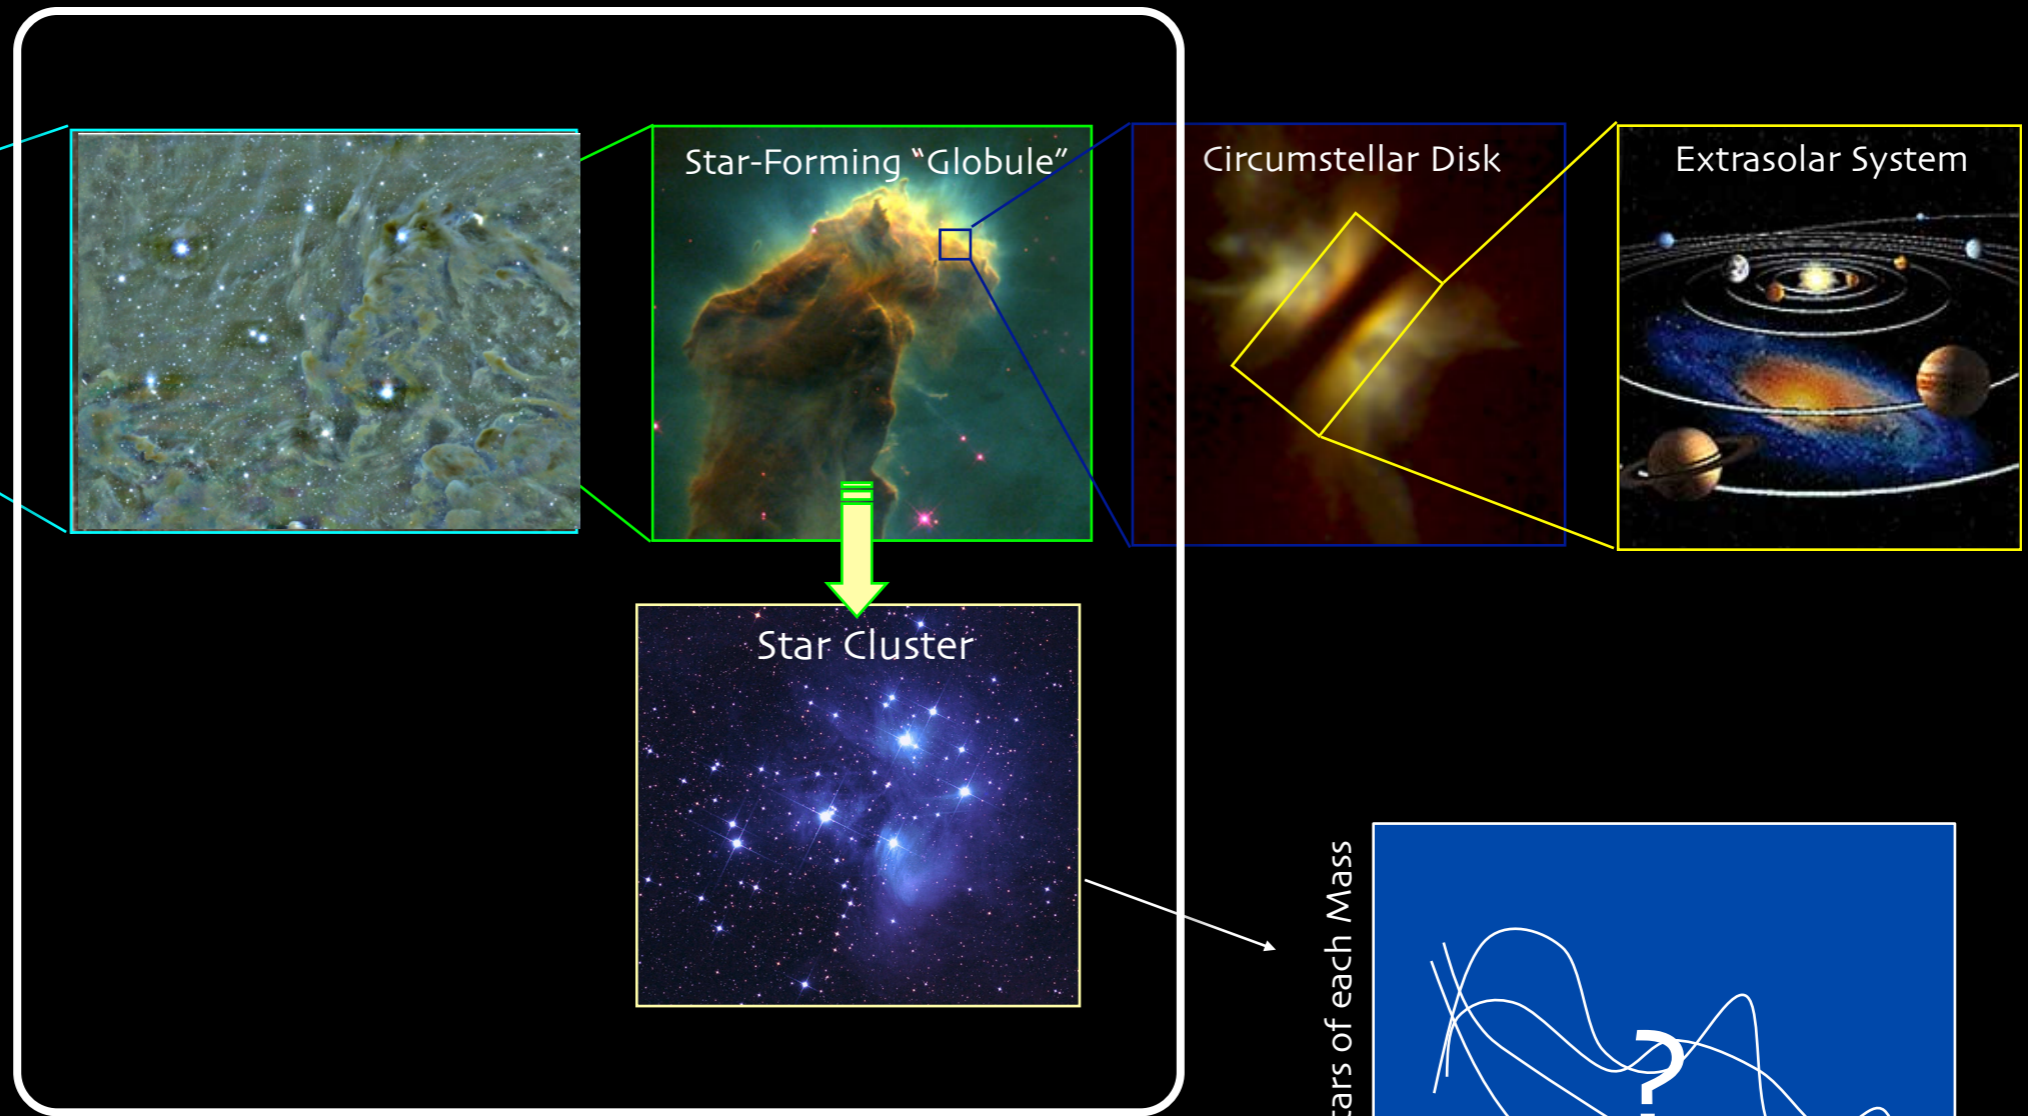 Star-Forming “Globule”
Circumstellar Disk
Extrasolar System
Star Cluster
of each Mass
?